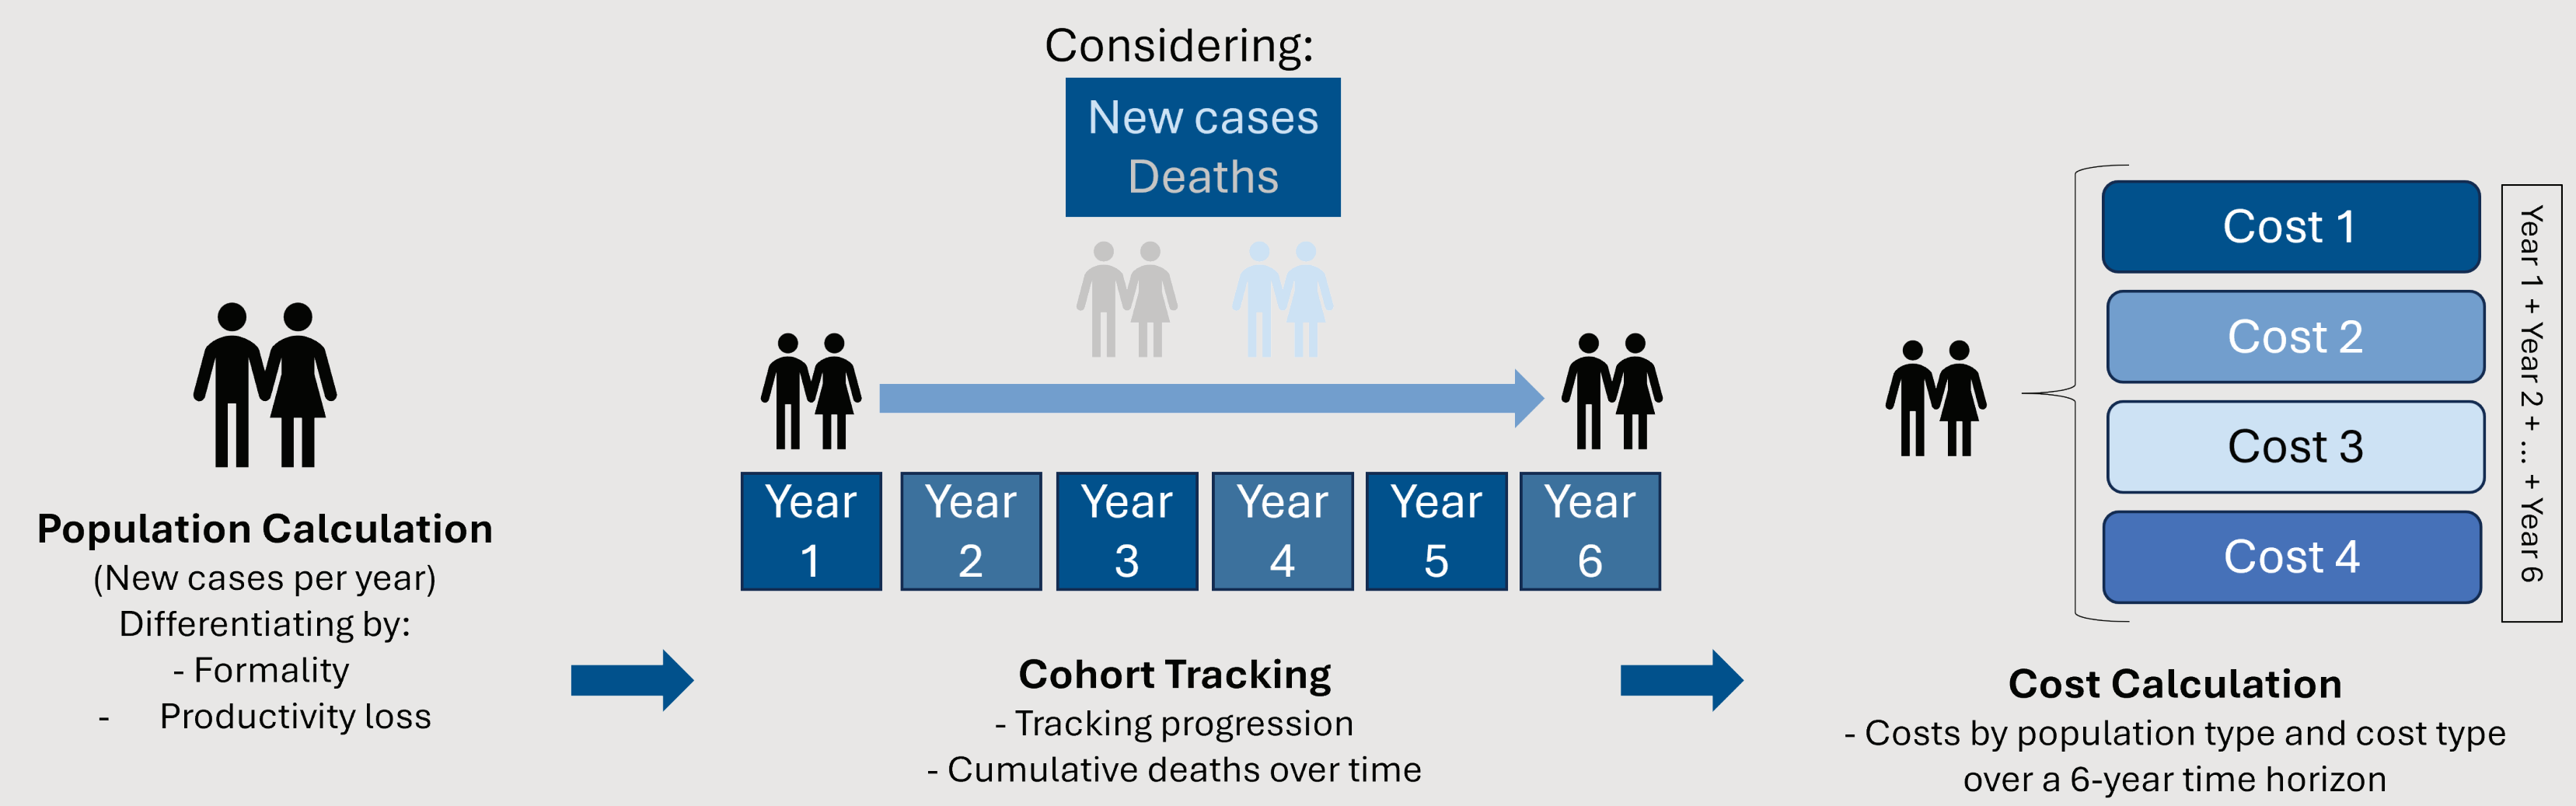 Considering:
New cases
Deaths
Population Calculation
(New cases per year)
Differentiating by:
- Formality
- Productivity loss
Year
1
Year
2
Year
3
Year
4
Year
5
Year
6
Cohort Tracking
- Tracking progression
- Cumulative deaths over time
Cost 1
Cost 2
Cost 3
Cost 4
Year 1 + Year 2 + ... + Year 6
Cost Calculation
- Costs by population type and cost type
over a 6-year time horizon